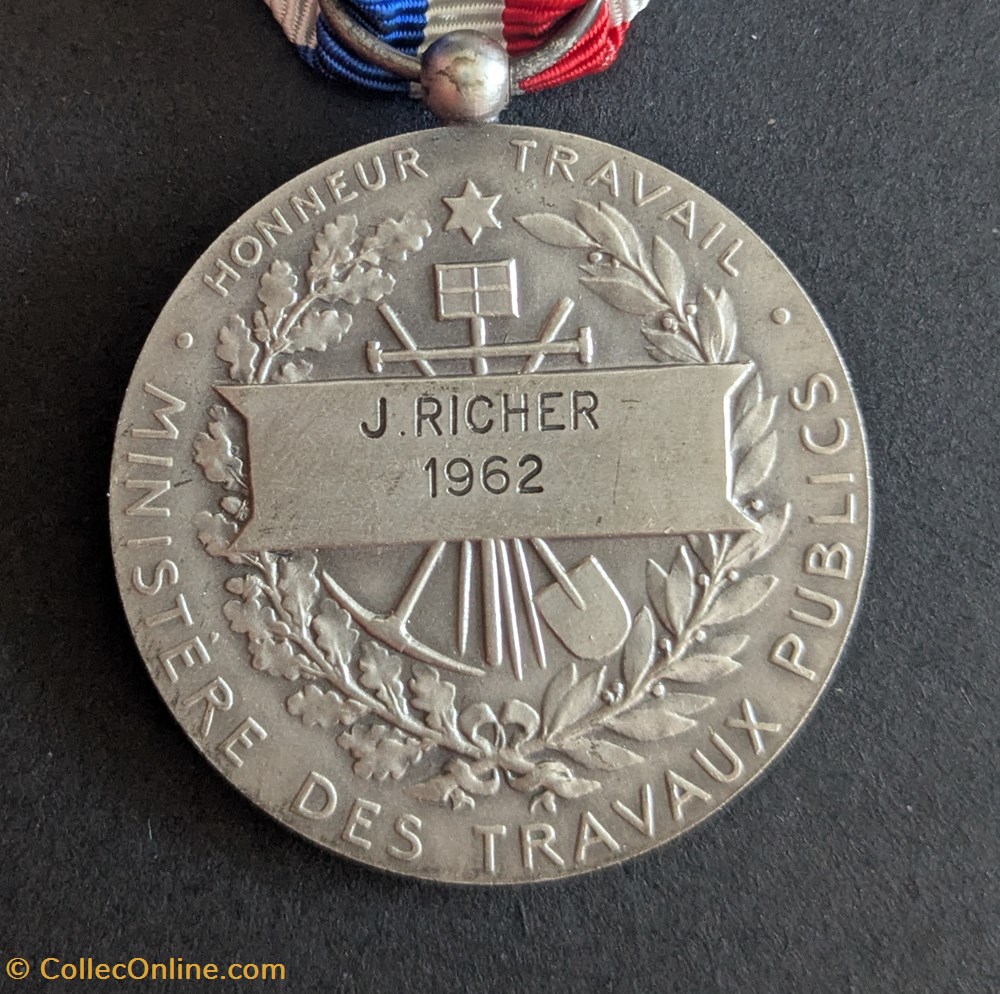 HONNEUR TRAVAIL
J. RICHER
1962
MINISTÈRE DES TRAVAUX PUBLICS
© CollecOnline.com